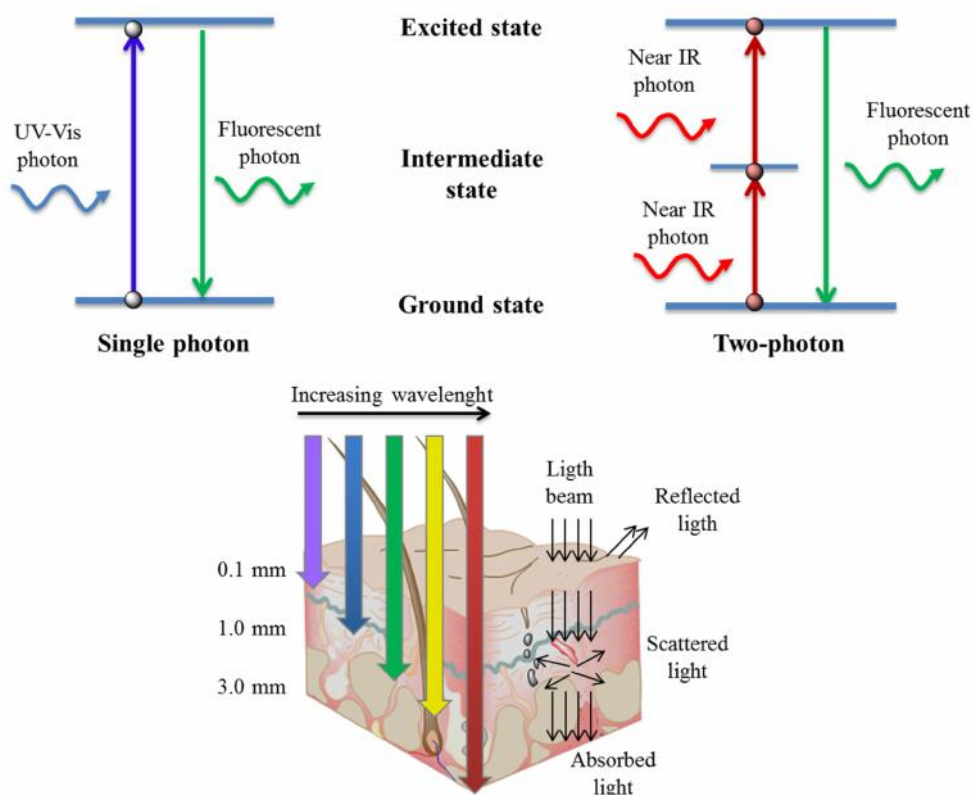 Excited state
Near IR
photon
UV-Vis
photon
Fluorescent
photon
Intermediate
state
Fluorescent
photon
Near IR
photon
Ground state
Single photon
Two-photon
Increasing wavelenght
Ligth
beam
Reflected
ligth
0.1 mm
1.0 mm
Scattered
light
3.0 mm
Absorbed
light